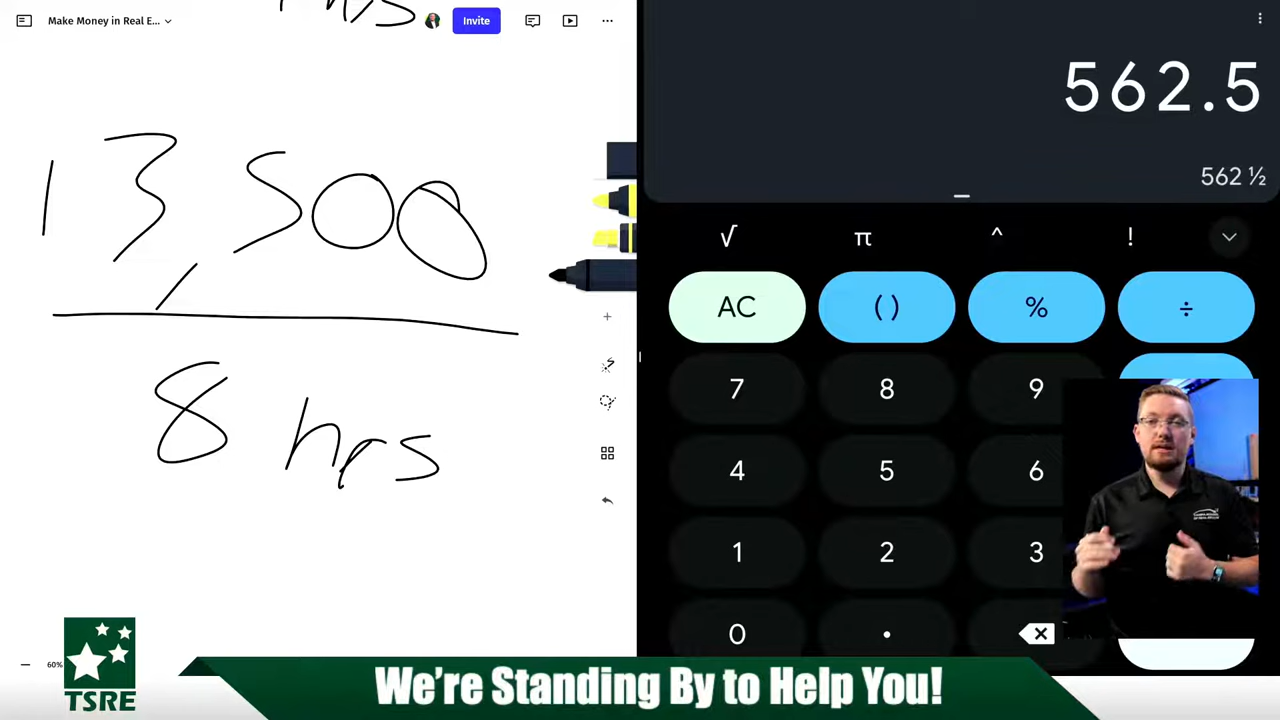 Make Money in Real E...
Invite
13,500
8 hrs
562.5
562 ½
√ π ^ !
AC ( ) % ÷
7 8 9
4 5 6
1 2 3
0 .
60%
TSRE
We're Standing By to Help You!